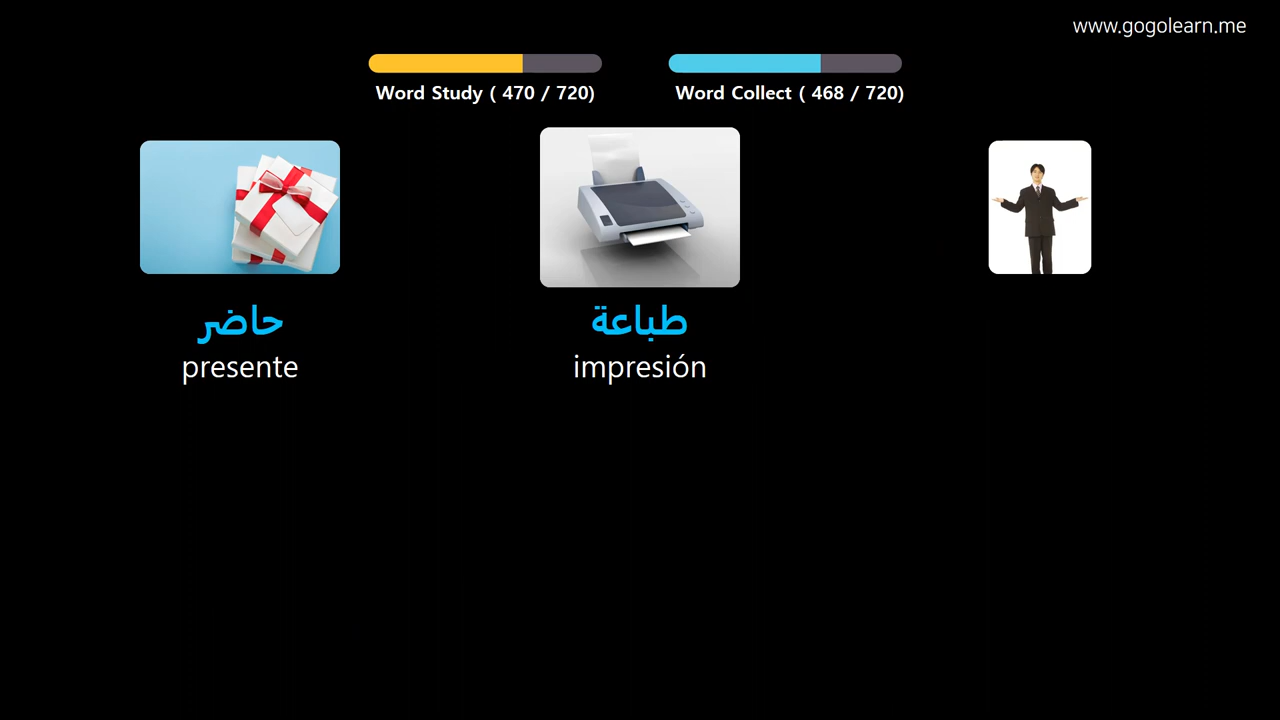 www.gogolearn.me
Word Study ( 470 / 720)
Word Collect ( 468 / 720)
حاضر
presente
طباعة
impresión